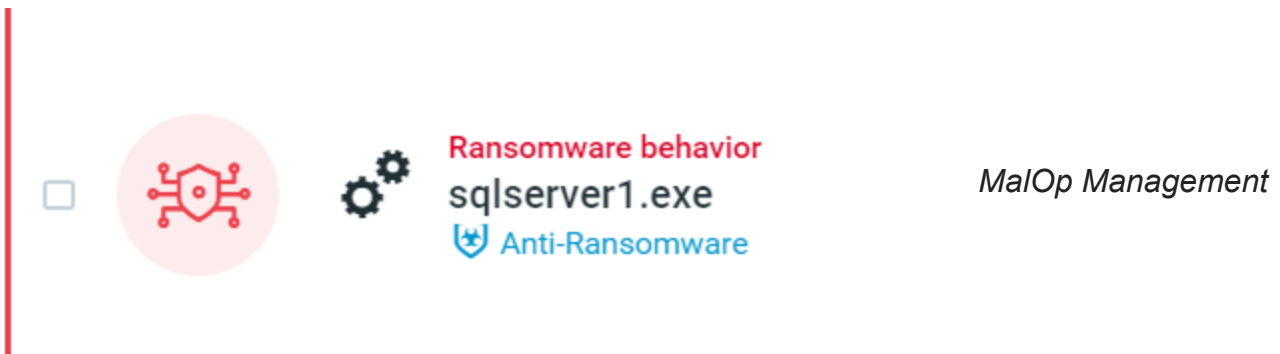 Ransomware behavior
sqlserver1.exe
Anti-Ransomware
MalOp Management